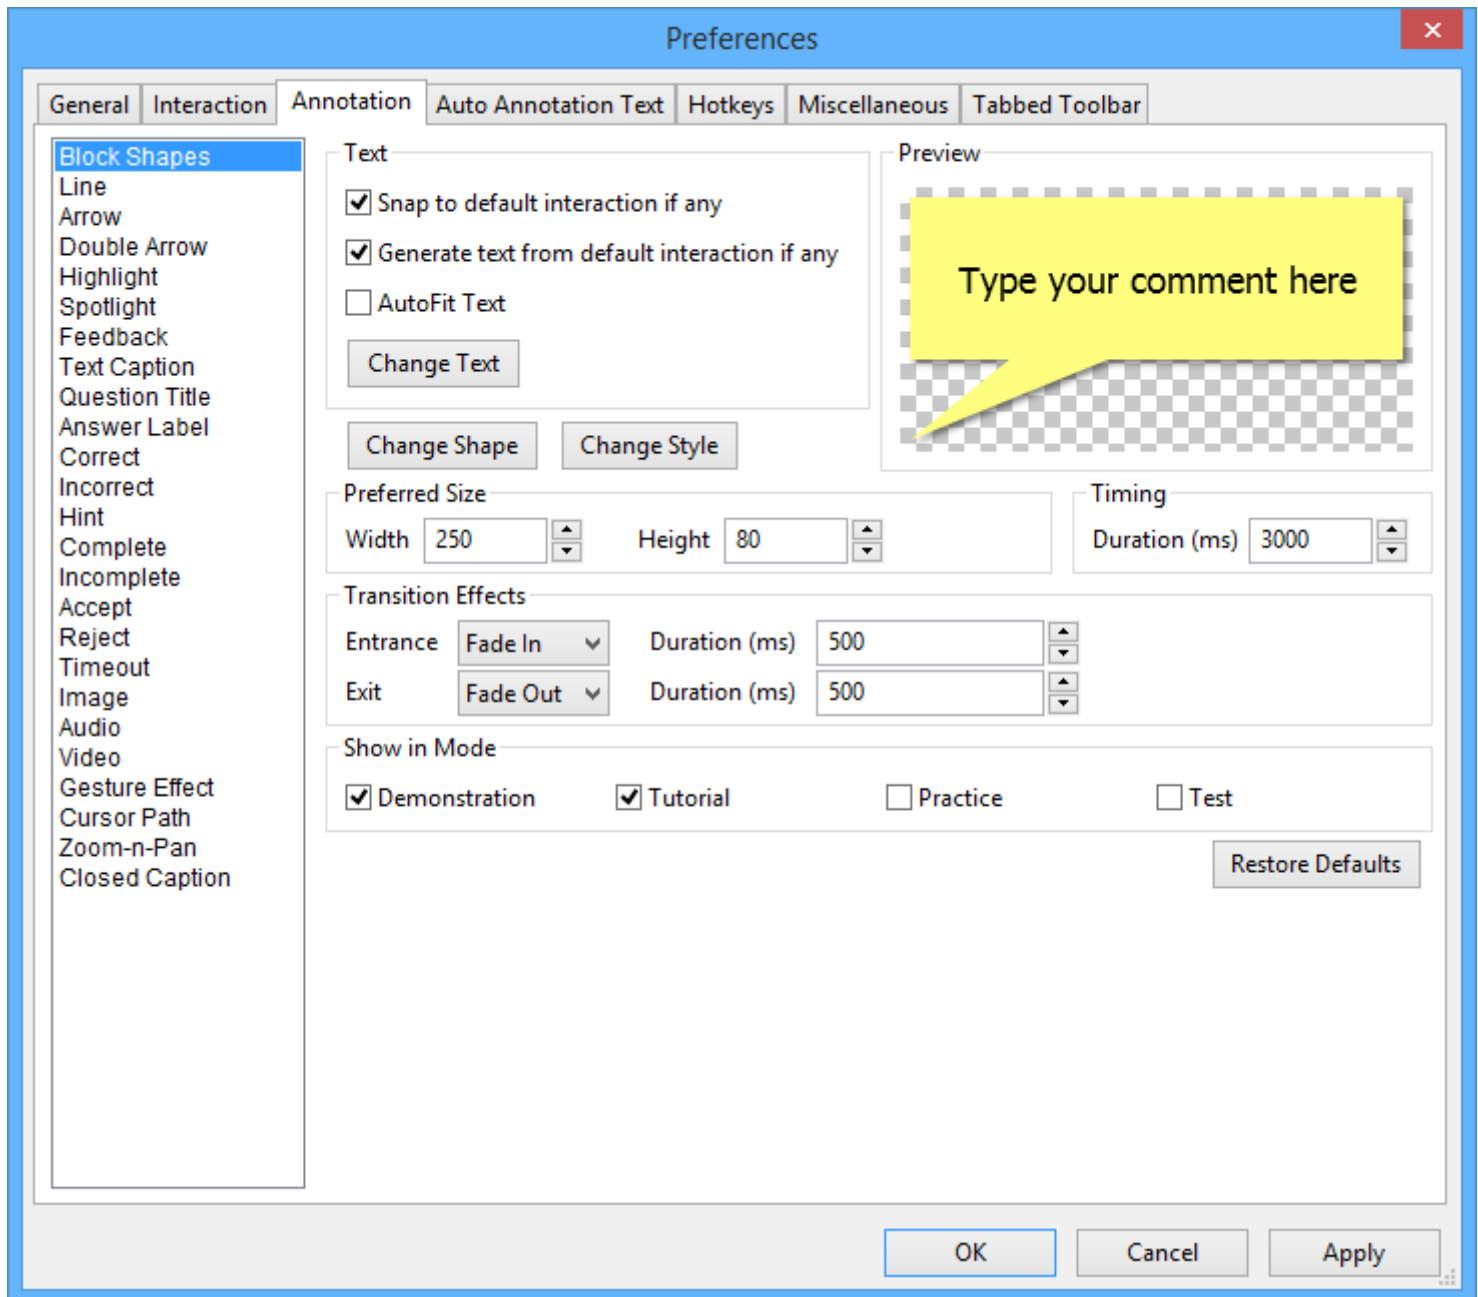 Preferences
General Interaction Annotation Auto Annotation Text Hotkeys Miscellaneous Tabbed Toolbar
Block Shapes
Line
Arrow
Double Arrow
Highlight
Spotlight
Feedback
Text Caption
Question Title
Answer Label
Correct
Incorrect
Hint
Complete
Incomplete
Accept
Reject
Timeout
Image
Audio
Video
Gesture Effect
Cursor Path
Zoom-n-Pan
Closed Caption
Text
Snap to default interaction if any
Generate text from default interaction if any
AutoFit Text
Change Text
Change Shape Change Style
Preview
Type your comment here
Preferred Size
Width 250 Height 80
Timing
Duration (ms) 3000
Transition Effects
Entrance Fade In Duration (ms) 500
Exit Fade Out Duration (ms) 500
Show in Mode
Demonstration Tutorial Practice Test
Restore Defaults
OK Cancel Apply